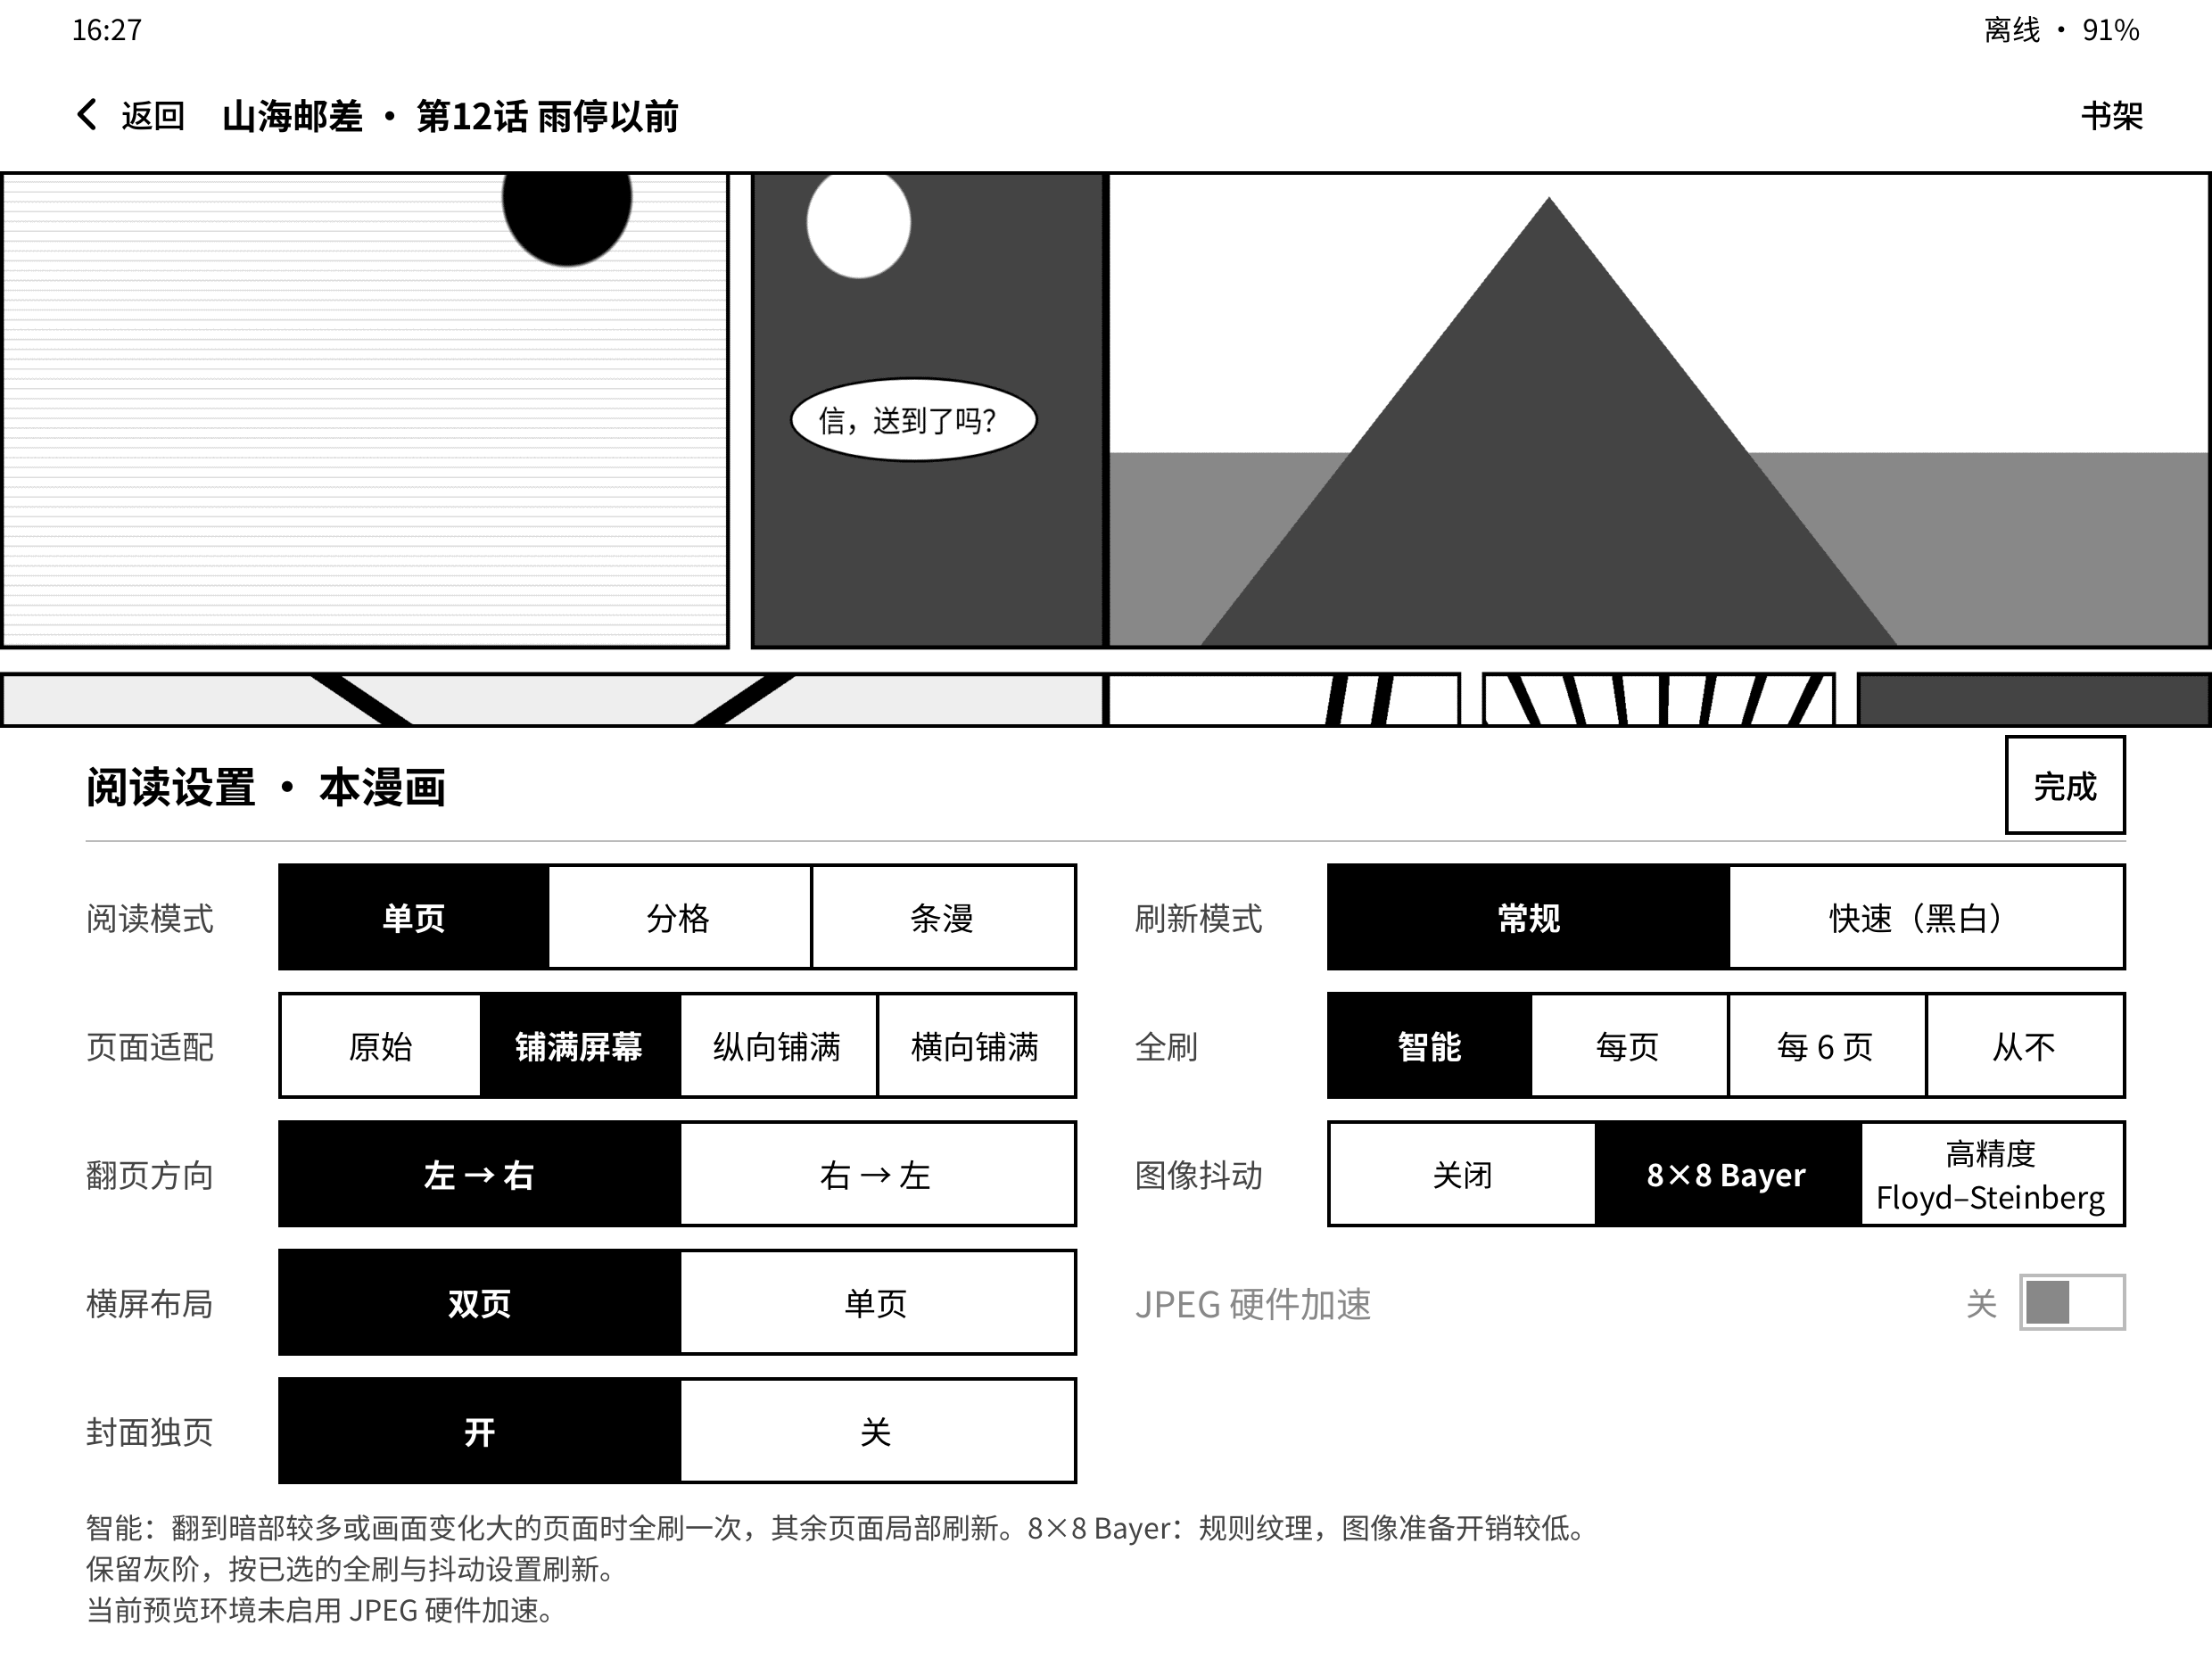 16:27
离线 · 91%
返回 山海邮差 · 第12话 雨停以前
书架
信，送到了吗？
阅读设置 · 本漫画
完成
阅读模式 单页 分格 条漫
刷新模式 常规 快速（黑白）
页面适配 原始 铺满屏幕 纵向铺满 横向铺满
全刷 智能 每页 每 6 页 从不
翻页方向 左 → 右 右 → 左
图像抖动 关闭 8×8 Bayer 高精度
Floyd–Steinberg
横屏布局 双页 单页
JPEG 硬件加速 关
封面独页 开 关
智能：翻到暗部较多或画面变化大的页面时全刷一次，其余页面局部刷新。8×8 Bayer：规则纹理，图像准备开销较低。
保留灰阶，按已选的全刷与抖动设置刷新。
当前预览环境未启用 JPEG 硬件加速。